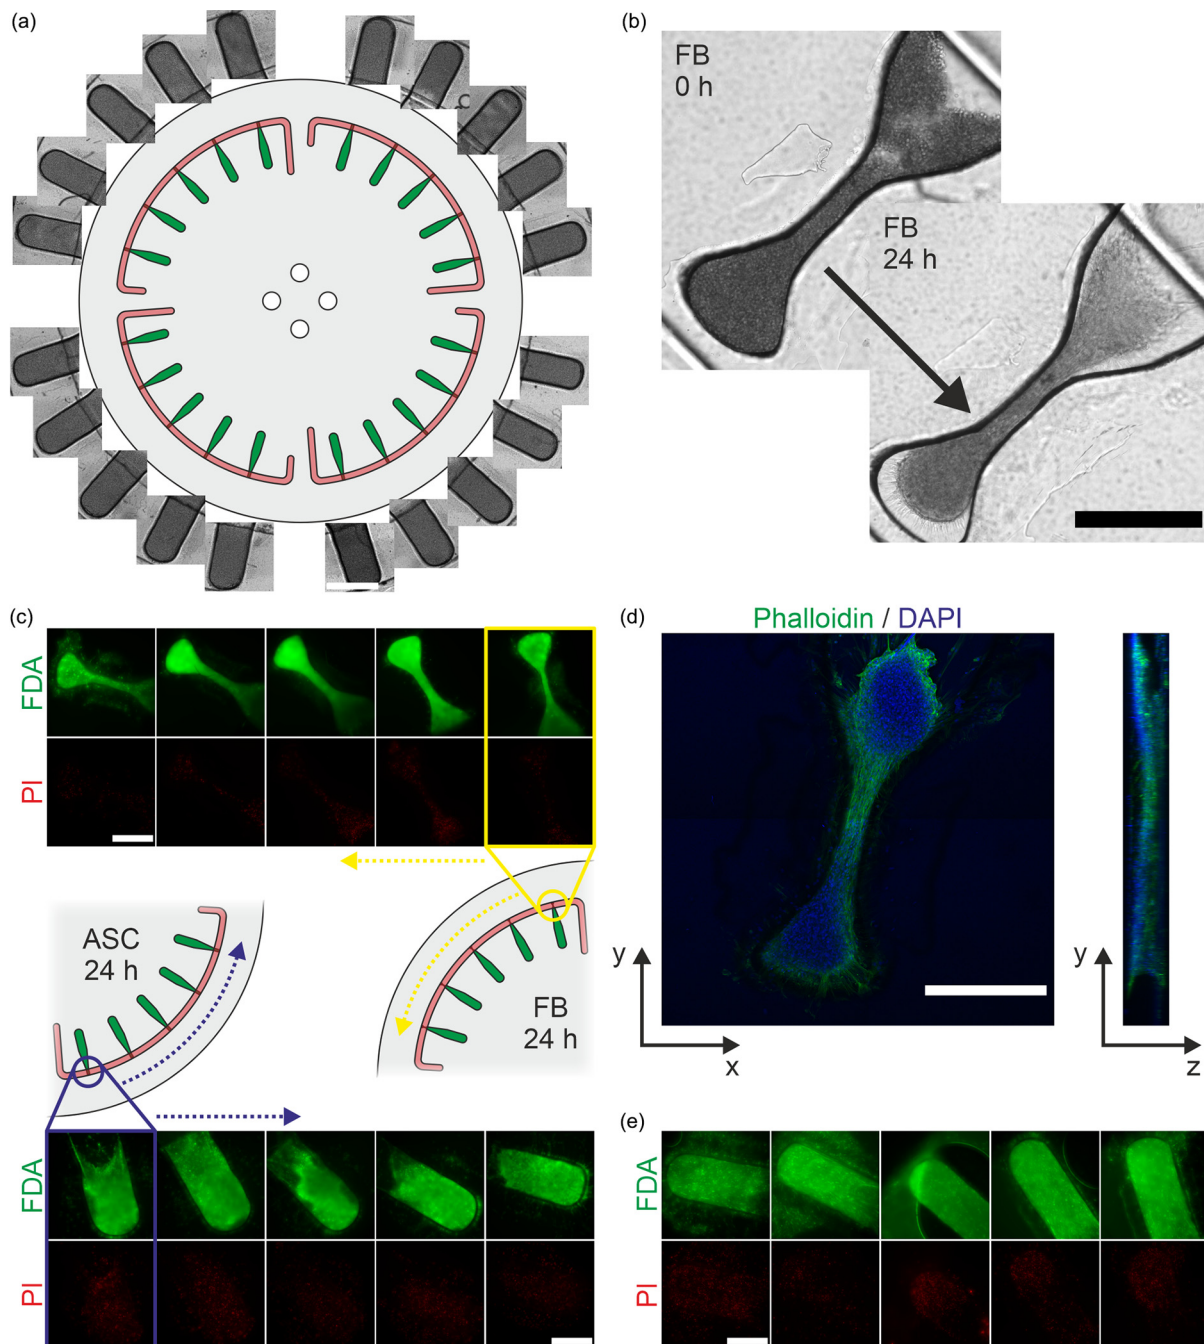 (a)
(b)
FB
0 h
FB
24 h
(c)
FDA
PI
ASC
24 h
FB
24 h
FDA
PI
(d)
Phalloidin / DAPI
y
x
y
z
(e)
FDA
PI